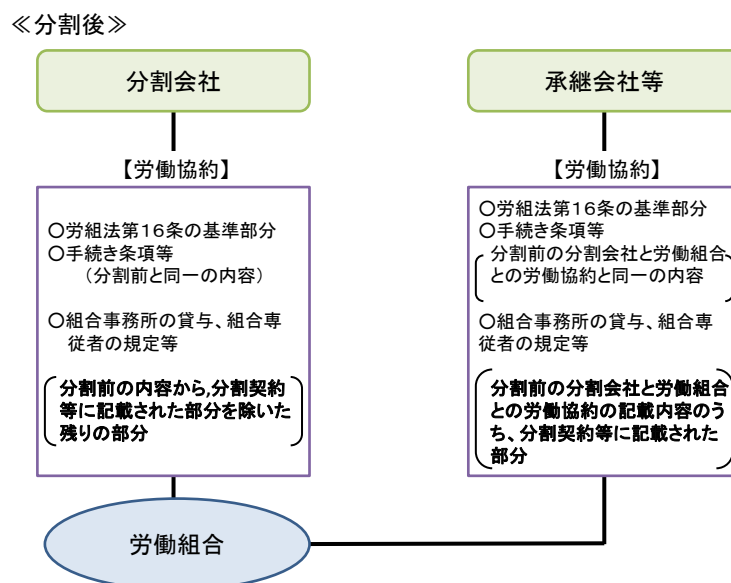 ≪分割後≫
分割会社
【労働協約】
○労組法第16条の基準部分
○手続き条項等
(分割前と同一の内容)
○組合事務所の貸与、組合専
従者の規定等
分割前の内容から,分割契約
等に記載された部分を除いた
残りの部分
承継会社等
【労働協約】
○労組法第16条の基準部分
○手続き条項等
分割前の分割会社と労働組合
との労働協約と同一の内容
○組合事務所の貸与、組合専
従者の規定等
分割前の分割会社と労働組合
との労働協約の記載内容のう
ち、分割契約等に記載された
部分
労働組合